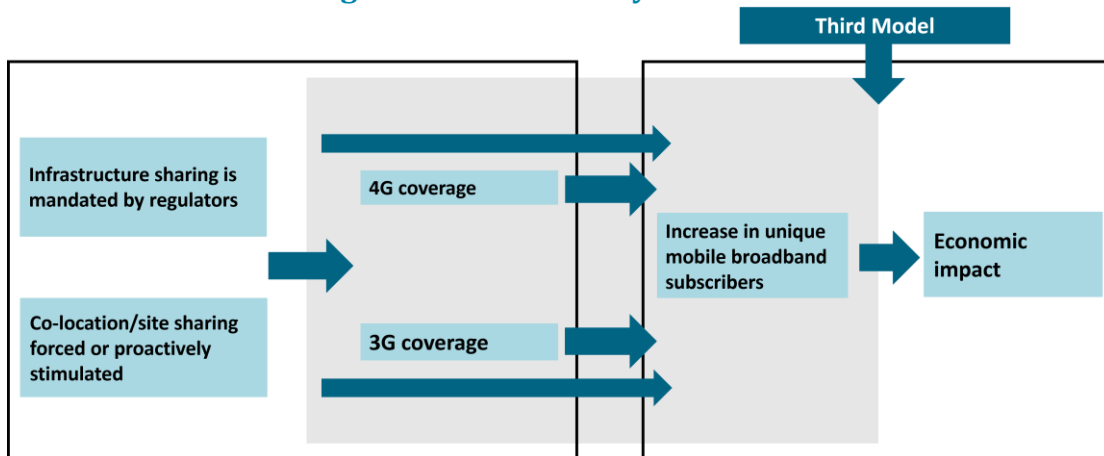 Third Model
Infrastructure sharing is
mandated by regulators
4G coverage
Increase in unique
mobile broadband
subscribers
Economic
impact
Co-location/site sharing
forced or proactively
stimulated
3G coverage